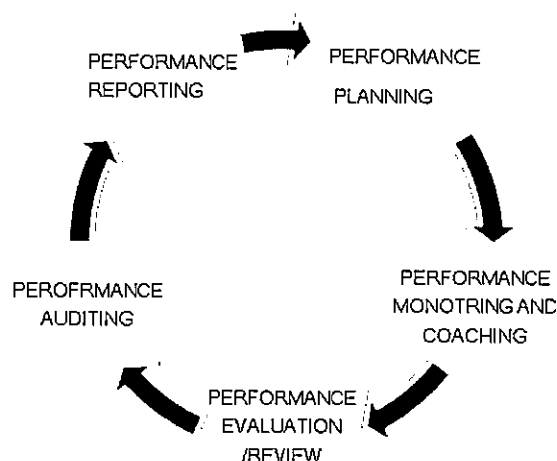 PERFORMANCE
REPORTING
PERFORMANCE
PLANNING
PERFORMANCE
MONOTRING AND
COACHING
PERFORMANCE
EVALUATION
/REVIEW
PEROFRMANCE
AUDITING